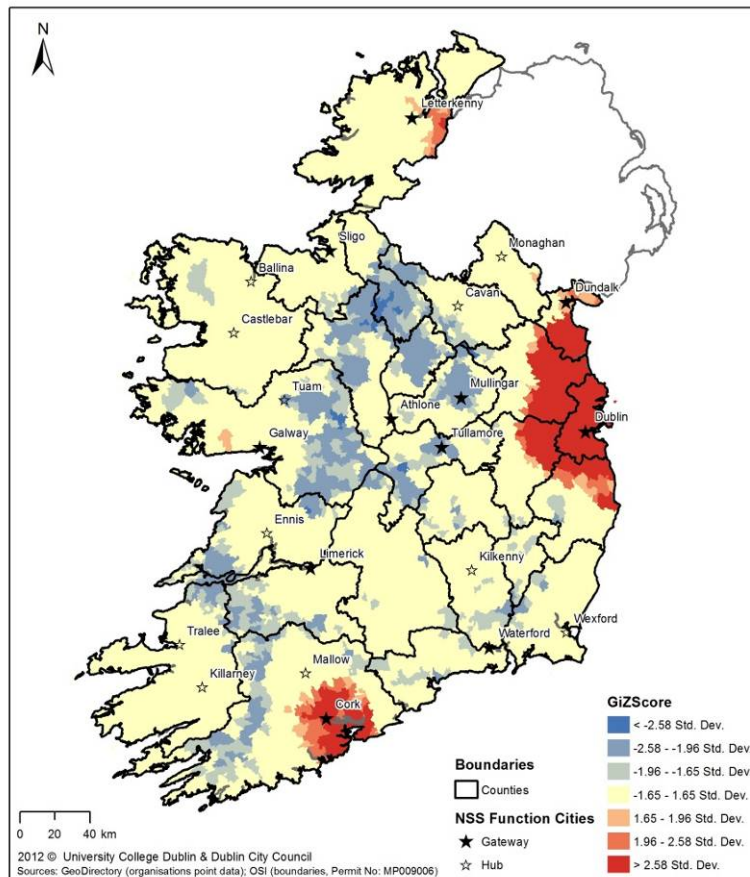 N
Letterkenny
Sligo
Monaghan
Ballina
Cavan
Dundalk
Castlebar
Tuam
Mullingar
Athlone
Dublin
Galway
Tullamore
Ennis
Limerick
Kilkenny
Tralee
Waterford
Wexford
Killarney
Mallow
Cork
GiZScore
< -2.58 Std. Dev.
-2.58 - -1.96 Std. Dev.
-1.96 - -1.65 Std. Dev.
-1.65 - 1.65 Std. Dev.
1.65 - 1.96 Std. Dev.
1.96 - 2.58 Std. Dev.
> 2.58 Std. Dev.
Boundaries
Counties
NSS Function Cities
Gateway
Hub
0 20 40
km
2012 © University College Dublin & Dublin City Council
Sources: GeoDirectory (organisations point data); OSI (boundaries, Permit No: MP009006)